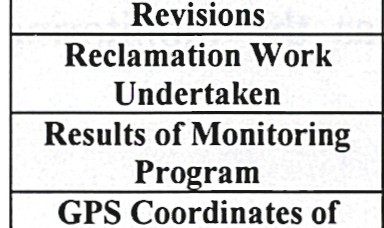 Revisions
Reclamation Work
Undertaken
Results of Monitoring
Program
GPS Coordinates of